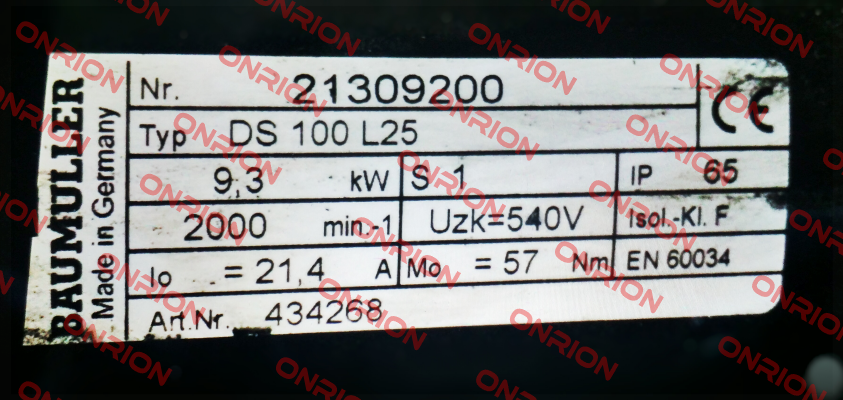 BAUMULLER
Made in Germany
Nr. 21309200
CE
Typ DS 100 L25
9,3 kW S 1 IP 65
2000 min.-1 Uzk=540V Isol.-Kl. F
Io = 21,4 A Mo = 57 Nm EN 60034
Art.Nr. 434268
ONRION